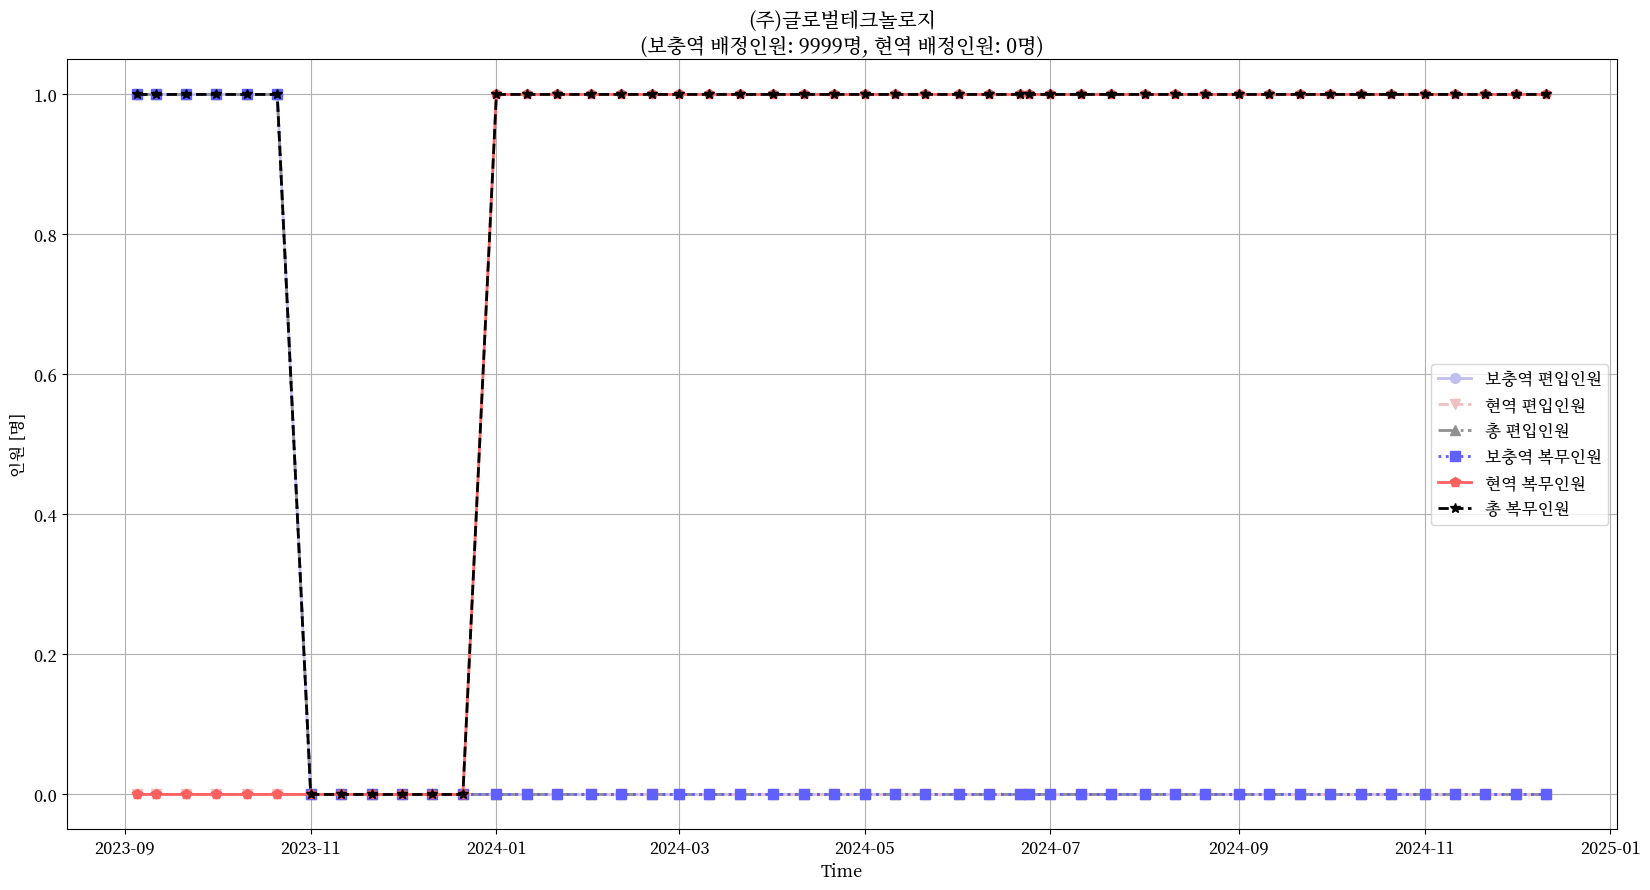 (주)글로벌테크놀로지
(보충역 배정인원: 9999명, 현역 배정인원: 0명)
인원 [명]
1.0
0.8
0.6
0.4
0.2
0.0
보충역 편입인원
현역 편입인원
총 편입인원
보충역 복무인원
현역 복무인원
총 복무인원
2023-09 2023-11 2024-01 2024-03 2024-05 2024-07 2024-09 2024-11 2025-01
Time